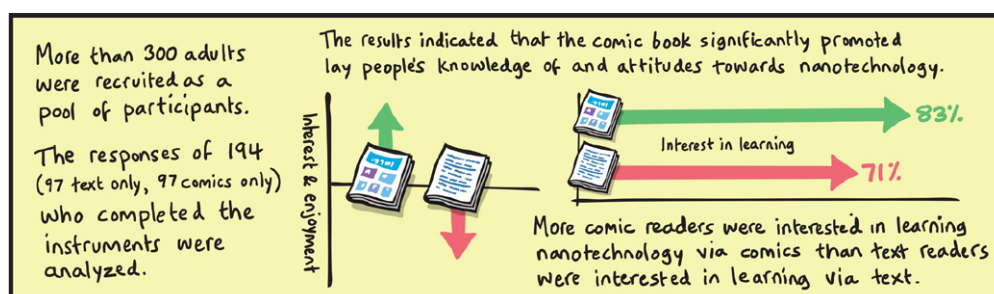 More than 300 adults
were recruited as a
pool of participants.
The responses of 194
(97 text only, 97 comics only)
who completed the
instruments were
analyzed.
The results indicated that the comic book significantly promoted
lay people's knowledge of and attitudes towards nanotechnology.
Interest & enjoyment
83%
Interest in learning
71%
More comic readers were interested in learning
nanotechnology via comics than text readers
were interested in learning via text.